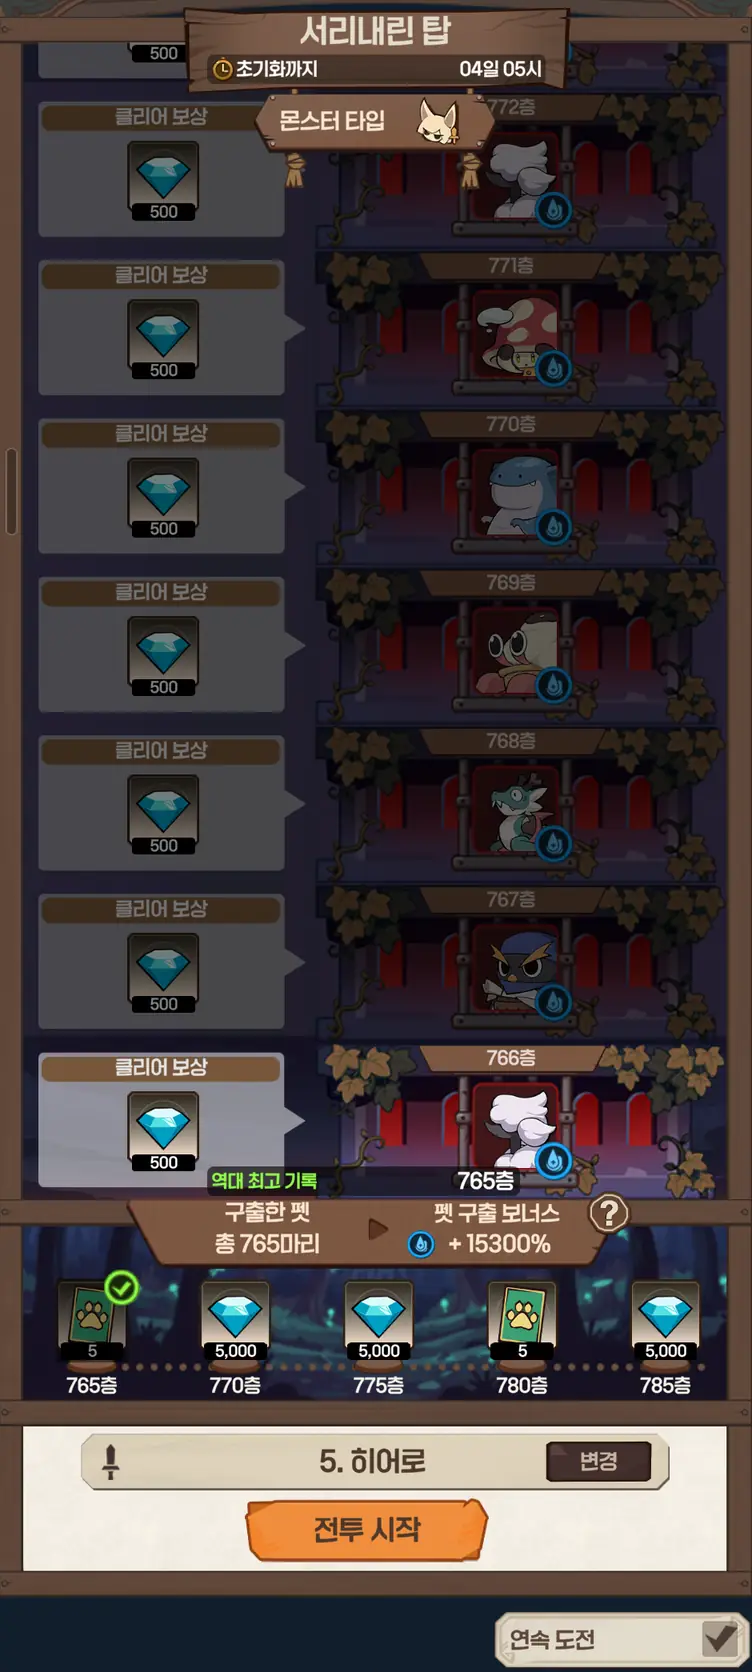 서리내린 탑
초기화까지 04일 05시
500
몬스터 타입
클리어 보상 772층
500
클리어 보상 771층
500
클리어 보상 770층
500
클리어 보상 769층
500
클리어 보상 768층
500
클리어 보상 767층
500
클리어 보상 766층
500
역대 최고 기록 765층
구출한 펫 펫 구출 보너스 ?
총 765마리 + 15300%
5 5,000 5,000 5 5,000
765층 770층 775층 780층 785층
5. 히어로 변경
전투 시작
연속 도전